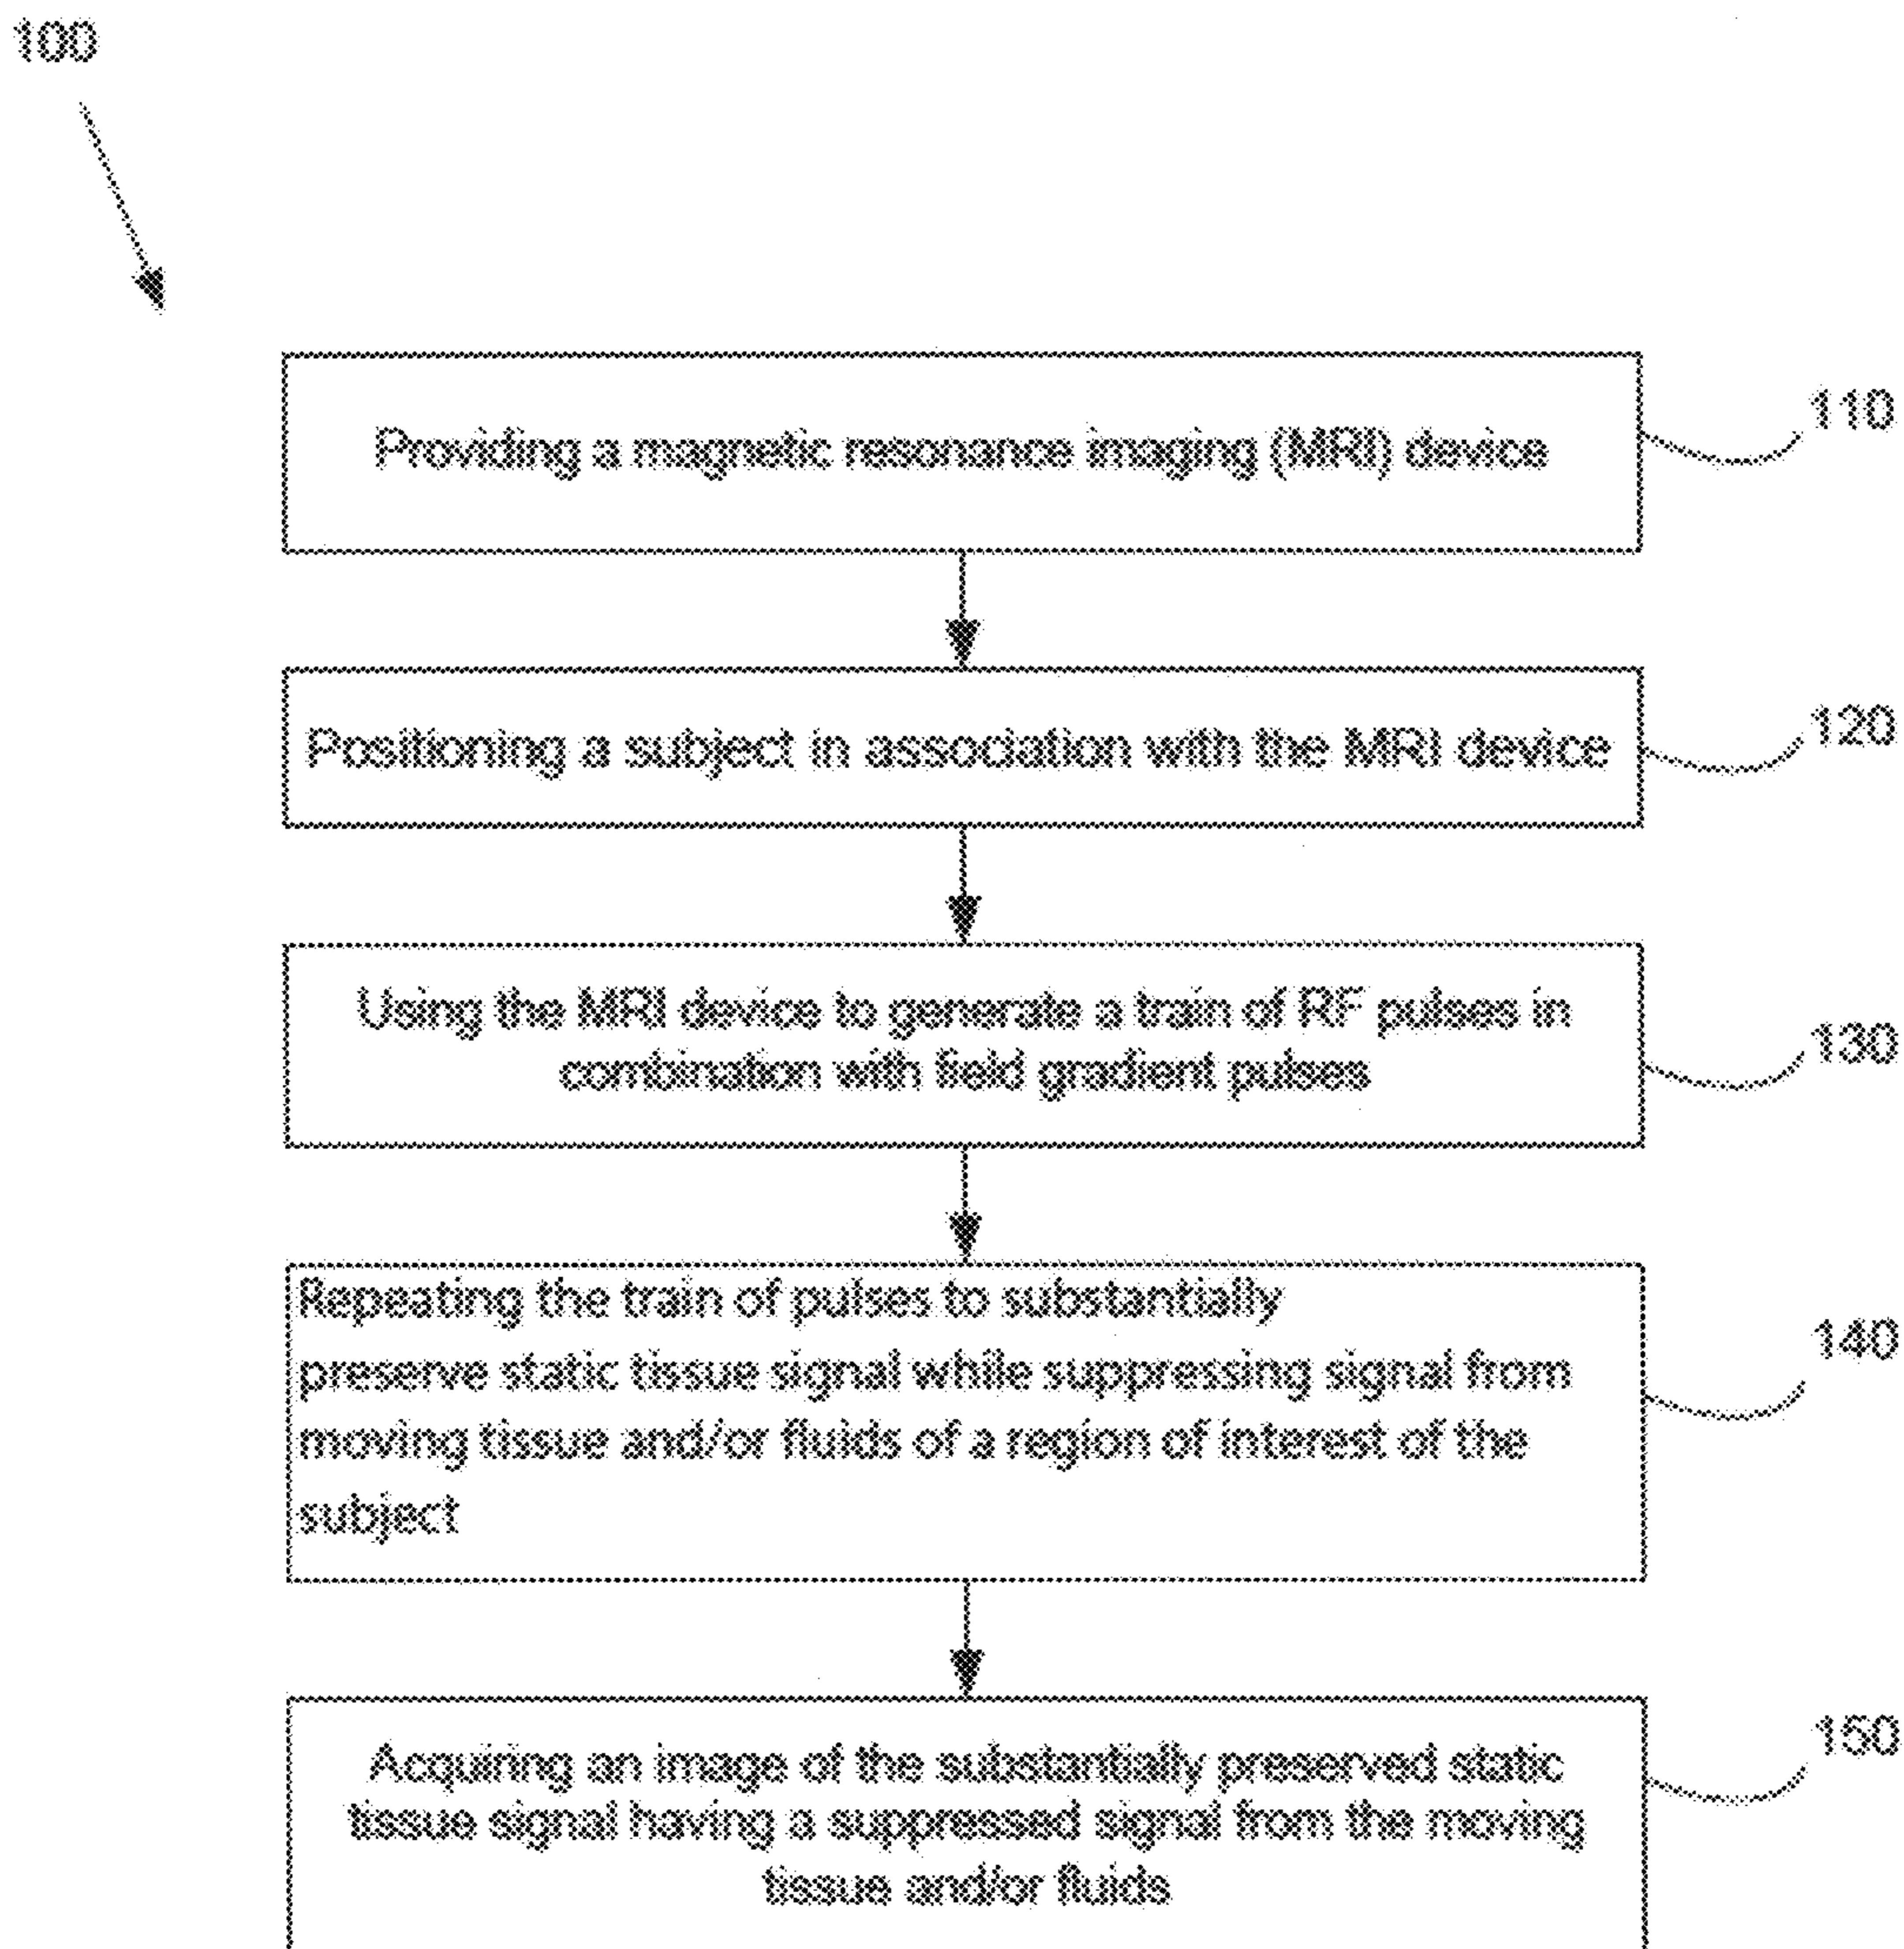 100
Providing a magnetic resonance imaging (MRI) device
110
Positioning a subject in association with the MRI device
120
Using the MRI device to generate a train of RF pulses in
combination with field gradient pulses
130
Repeating the train of pulses to substantially
preserve static tissue signal while suppressing signal from
moving tissue and/or fluids of a region of interest of the
subject
140
Acquiring an image of the substantially preserved static
tissue signal having a suppressed signal from the moving
tissue and/or fluids
150